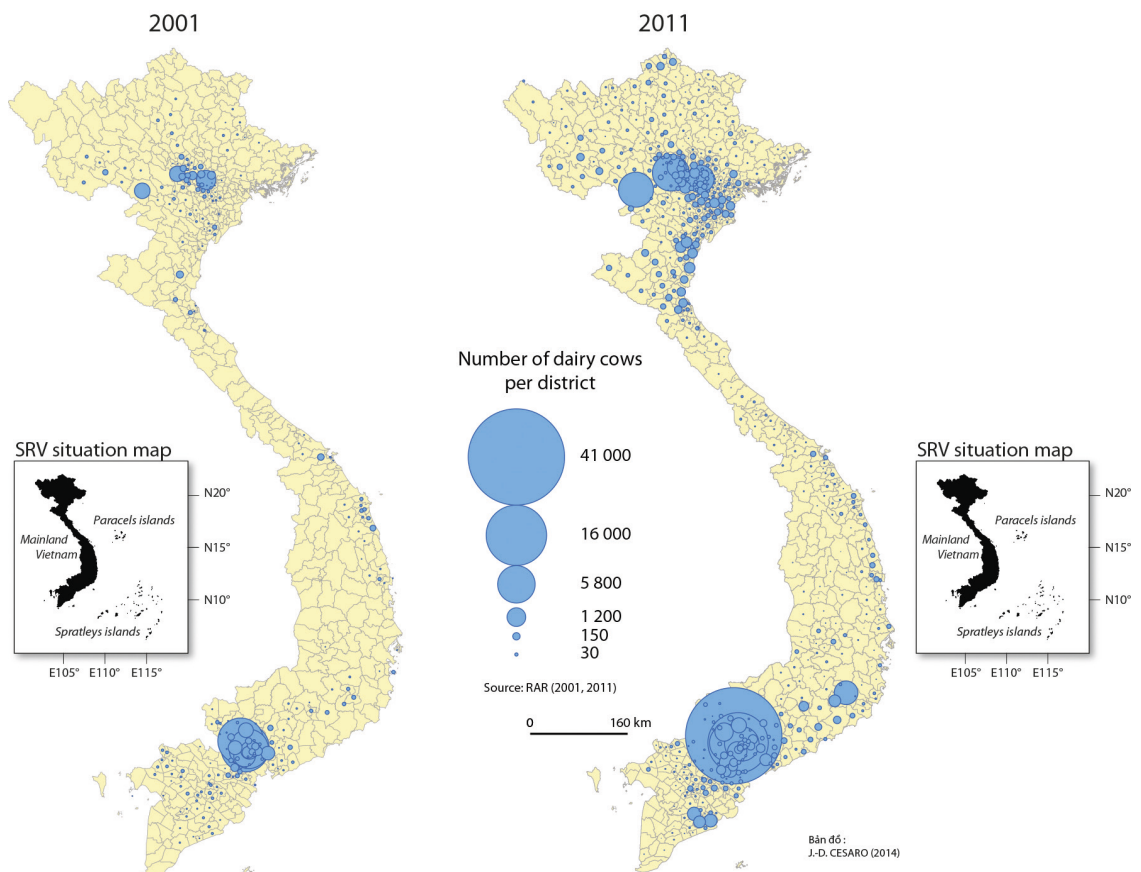 2001
2011
Number of dairy cows
per district
41 000
16 000
5 800
1 200
150
30
Source: RAR (2001, 2011)
0 160 km
SRV situation map
N20°
Paracels islands
Mainland
Vietnam
N15°
N10°
Spratleys islands
E105° E110° E115°
SRV situation map
N20°
Paracels islands
Mainland
Vietnam
N15°
N10°
Spratleys islands
E105° E110° E115°
Bản đồ :
J.-D. CESARO (2014)